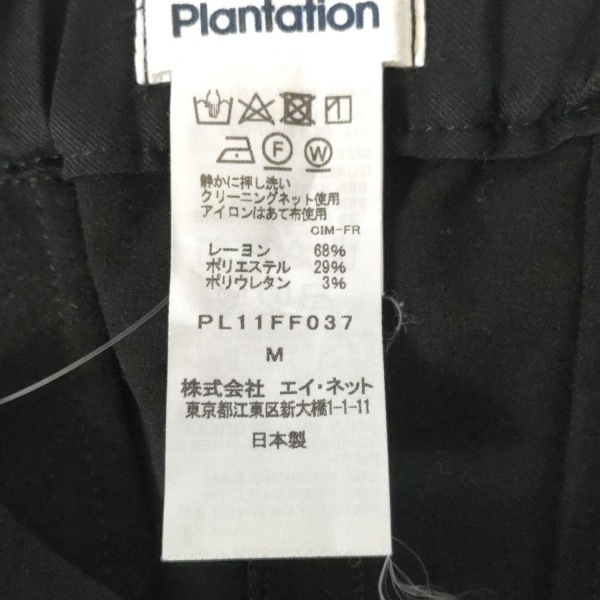 Plantation
F W
静かに押し洗い
クリーニングネット使用
アイロンはあて布使用
CIM-FR
レーヨン 68%
ポリエステル 29%
ポリウレタン 3%
PL11FF037
M
株式会社 エイ・ネット
東京都江東区新大橋1-1-11
日本製